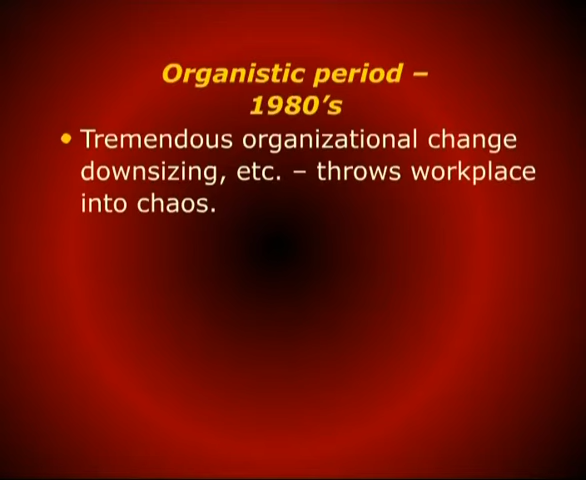 Organistic period –
1980’s
• Tremendous organizational change
downsizing, etc. – throws workplace
into chaos.